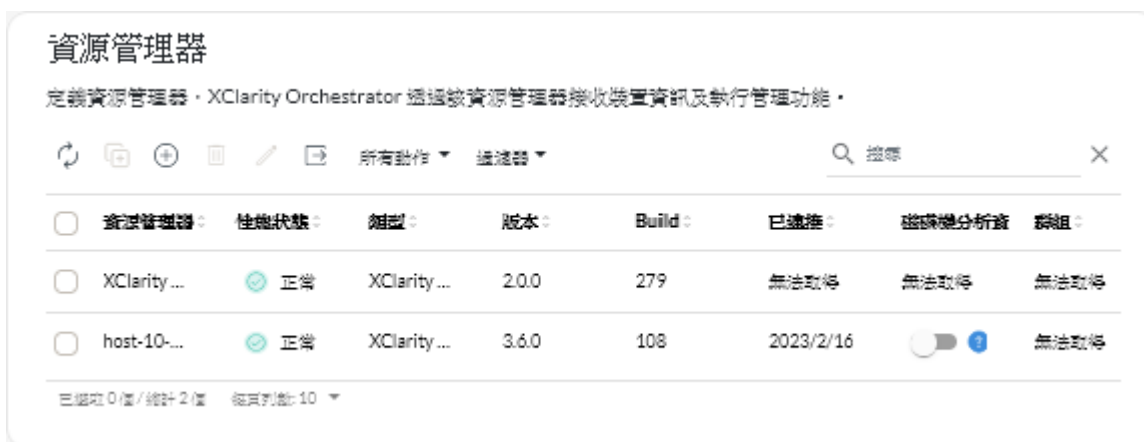 資源管理器
定義資源管理器，XClarity Orchestrator 透過該資源管理器接收裝置資訊及執行管理功能。
所有動作 過濾器 搜尋
資源管理器 性能狀態 類型 版本 Build 已連接 磁碟機分析資 群組
XClarity ... 正常 XClarity ... 2.0.0 279 無法取得 無法取得 無法取得
host-10-... 正常 XClarity ... 3.6.0 108 2023/2/16 無法取得
已選取 0 個 / 總計 2 個 每頁列數: 10